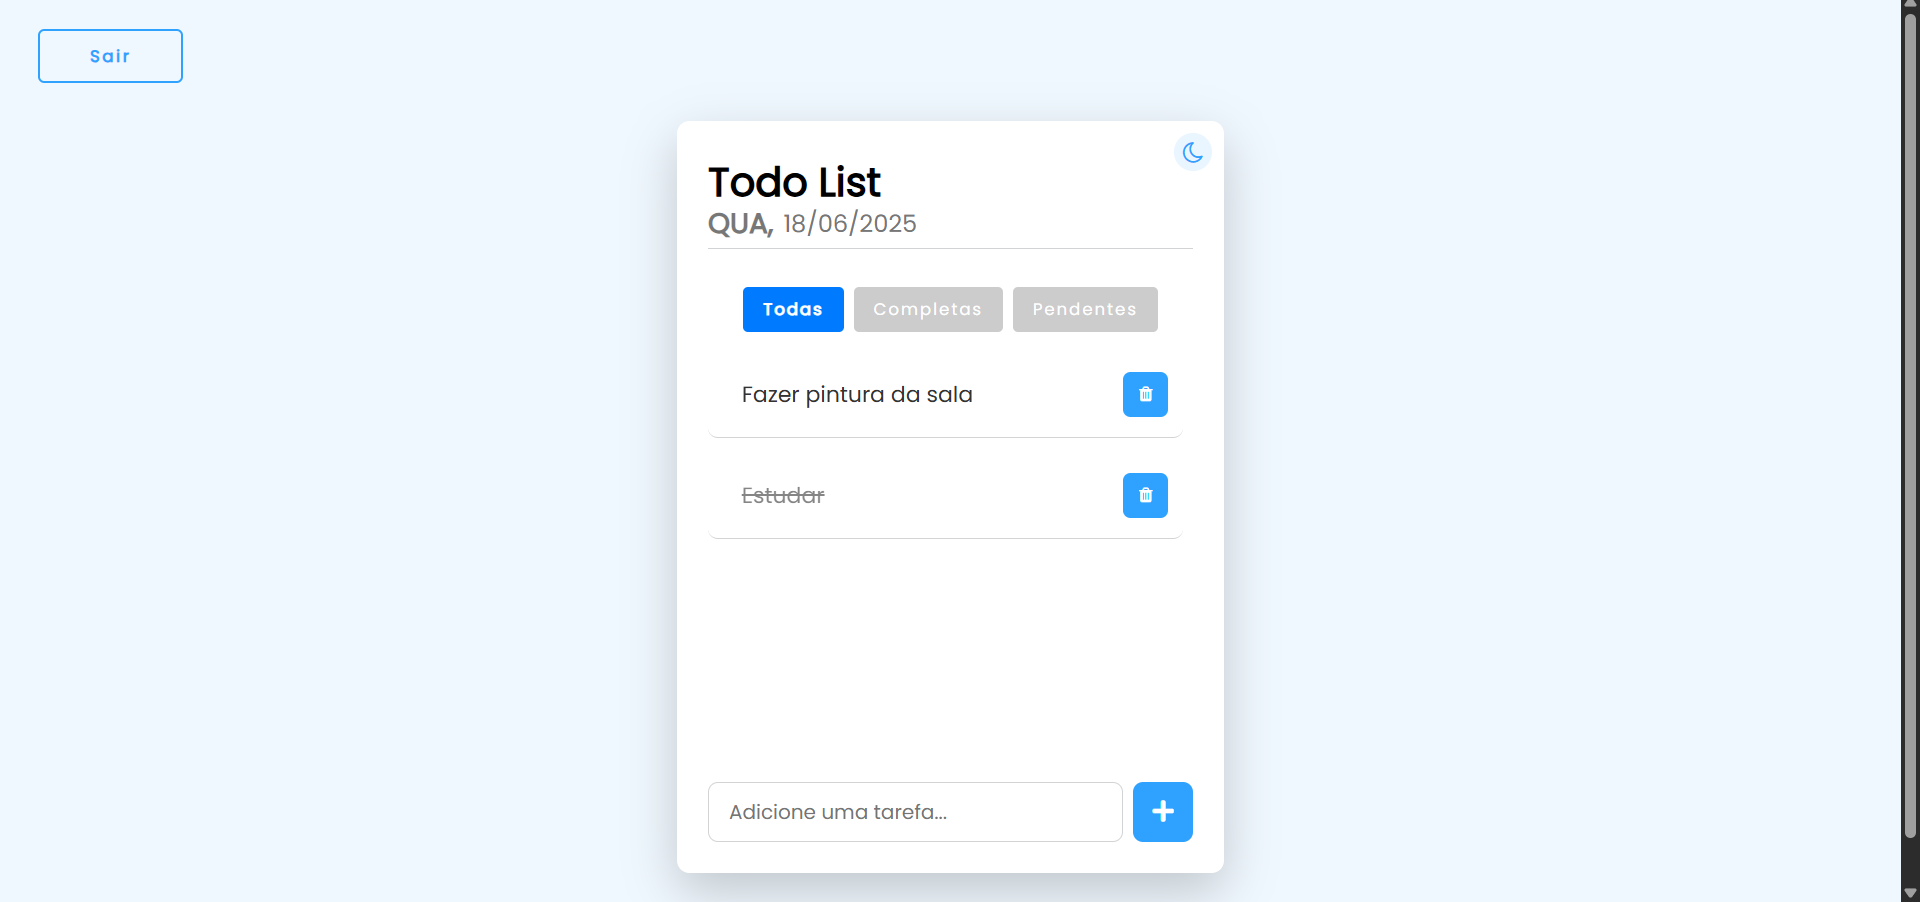 Sair
Todo List
QUA, 18/06/2025
Todas Completas Pendentes
Fazer pintura da sala
Estudar
Adicione uma tarefa...